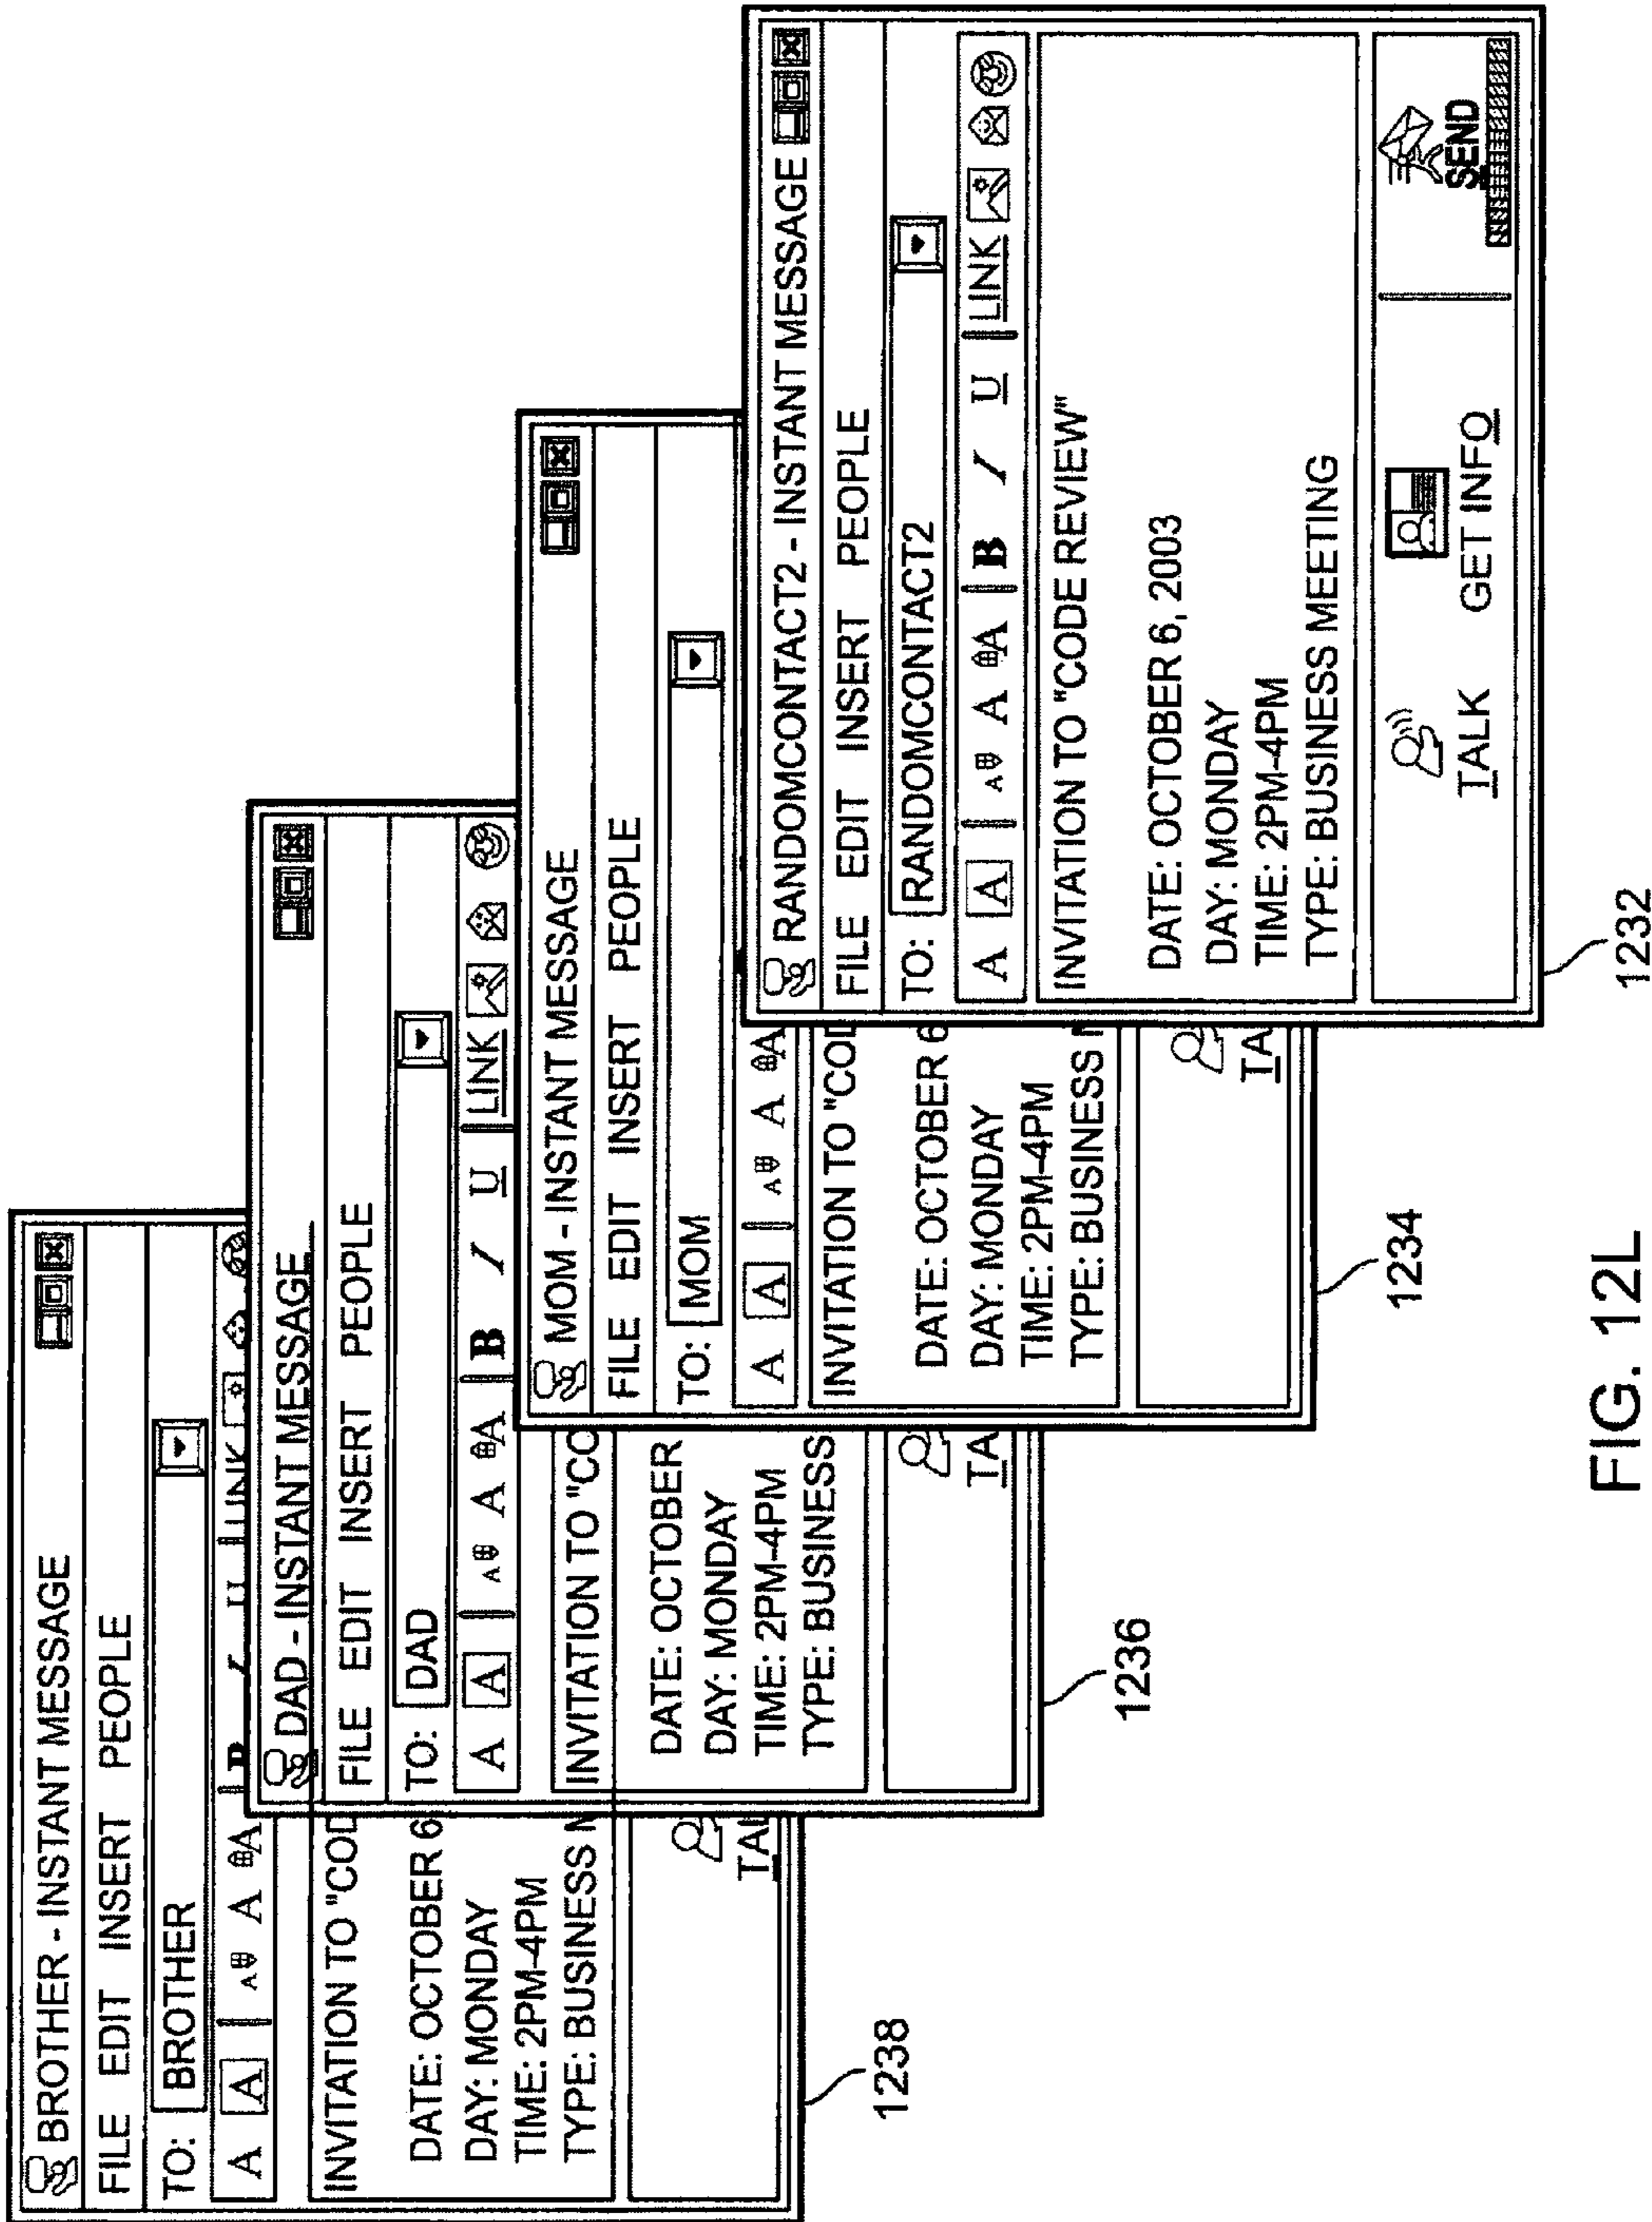 BROTHER - INSTANT MESSAGE
FILE EDIT INSERT PEOPLE
TO: BROTHER
A A A A A B I U LINK
INVITATION TO "COD
DATE: OCTOBER 6
DAY: MONDAY
TIME: 2PM-4PM
TYPE: BUSINESS M
TAL
1238
DAD - INSTANT MESSAGE
FILE EDIT INSERT PEOPLE
TO: DAD
A A A A A B I U LINK
INVITATION TO "CO
DATE: OCTOBER
DAY: MONDAY
TIME: 2PM-4PM
TYPE: BUSINESS
TA
1236
MOM - INSTANT MESSAGE
FILE EDIT INSERT PEOPLE
TO: MOM
A A A A A
INVITATION TO "COD
DATE: OCTOBER 6
DAY: MONDAY
TIME: 2PM-4PM
TYPE: BUSINESS M
TA
1234
RANDOMCONTACT2 - INSTANT MESSAGE
FILE EDIT INSERT PEOPLE
TO: RANDOMCONTACT2
A A A A A B I U LINK
INVITATION TO "CODE REVIEW"
DATE: OCTOBER 6, 2003
DAY: MONDAY
TIME: 2PM-4PM
TYPE: BUSINESS MEETING
TALK GET INFO SEND
1232
FIG. 12L